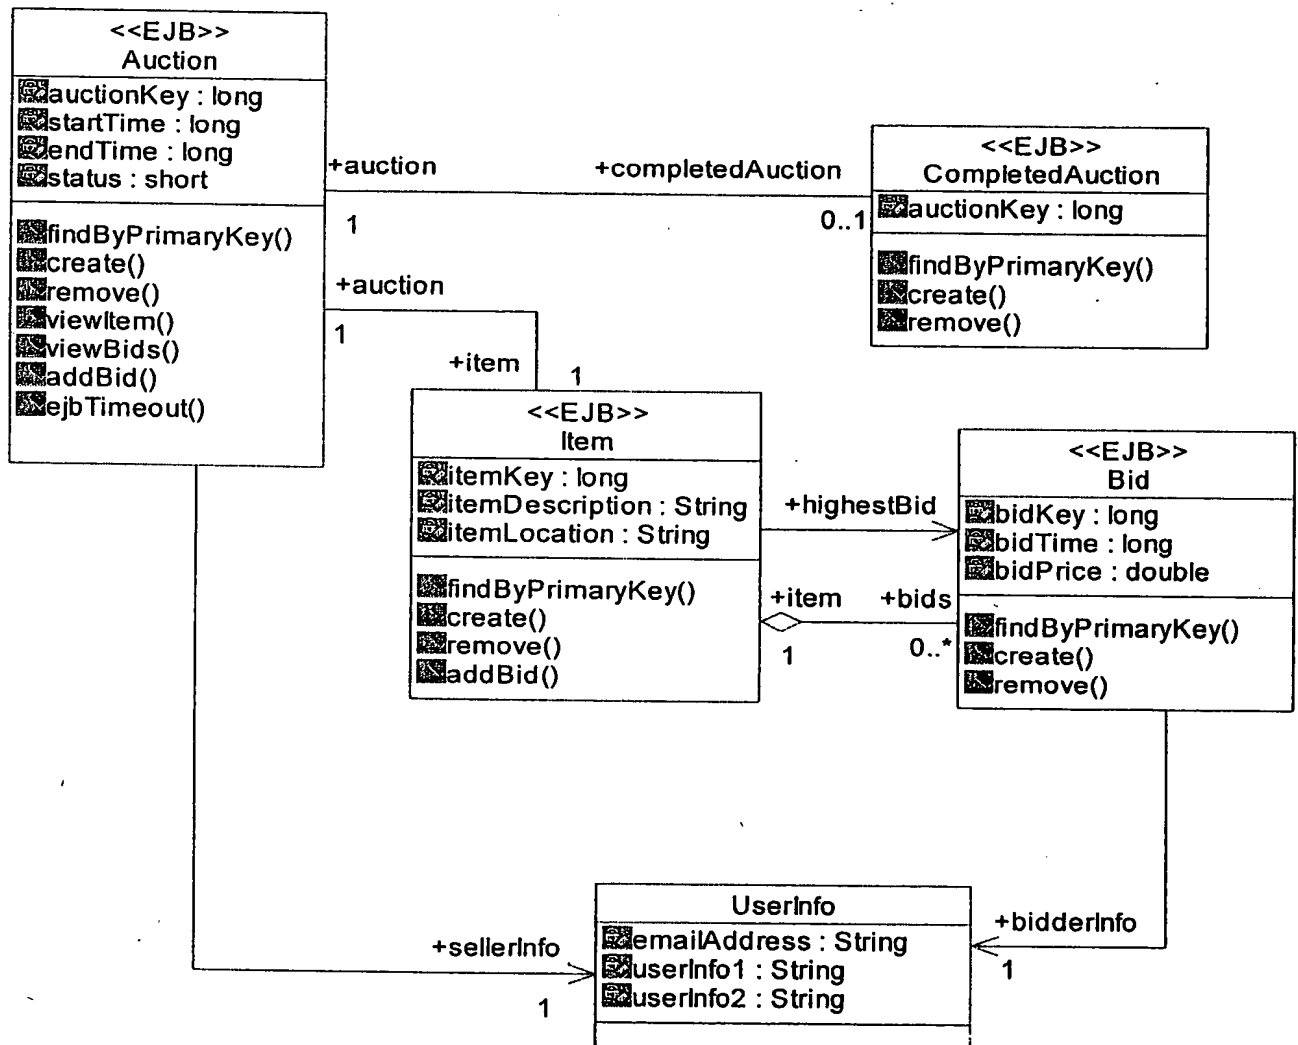 <<EJB>>
Auction
auctionKey : long
startTime : long
endTime : long
status : short
findByPrimaryKey()
create()
remove()
viewItem()
viewBids()
addBid()
ejbTimeout()
+auction
1
+completedAuction
0..1
<<EJB>>
CompletedAuction
auctionKey : long
findByPrimaryKey()
create()
remove()
+auction
1
+item
1
<<EJB>>
Item
itemKey : long
itemDescription : String
itemLocation : String
findByPrimaryKey()
create()
remove()
addBid()
+highestBid
+item
1
+bids
0..*
<<EJB>>
Bid
bidKey : long
bidTime : long
bidPrice : double
findByPrimaryKey()
create()
remove()
+sellerInfo
1
UserInfo
emailAddress : String
userInfo1 : String
userInfo2 : String
+bidderInfo
1